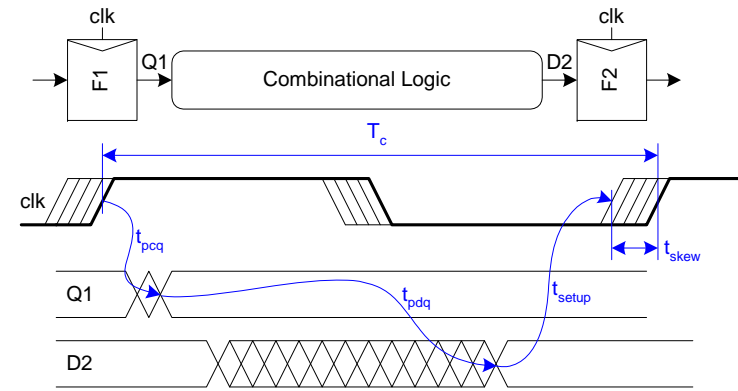 clk clk
F1 Q1 Combinational Logic D2 F2
Tc
clk
tpcq tskew
Q1 tpdq tsetup
D2